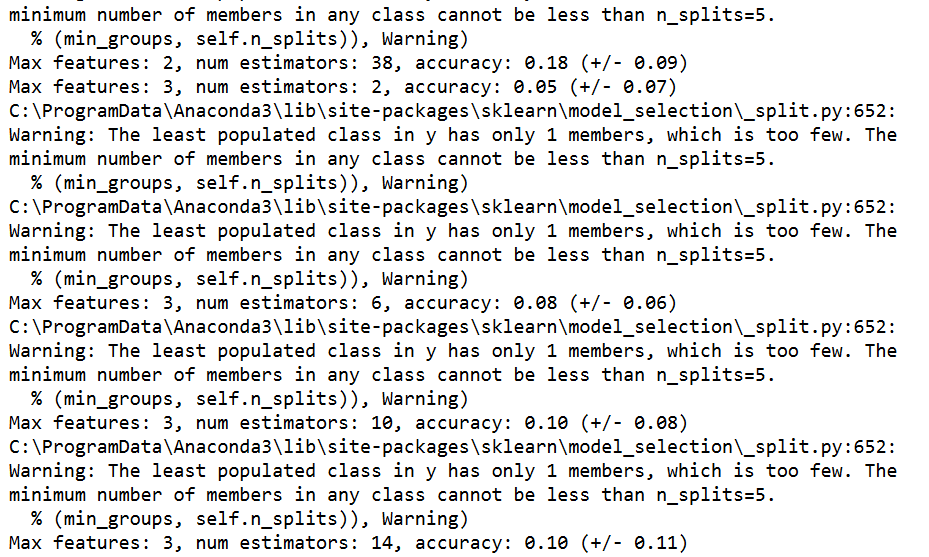 minimum number of members in any class cannot be less than n_splits=5.
  % (min_groups, self.n_splits)), Warning)
Max features: 2, num estimators: 38, accuracy: 0.18 (+/- 0.09)
Max features: 3, num estimators: 2, accuracy: 0.05 (+/- 0.07)
C:\ProgramData\Anaconda3\lib\site-packages\sklearn\model_selection\_split.py:652:
Warning: The least populated class in y has only 1 members, which is too few. The
minimum number of members in any class cannot be less than n_splits=5.
  % (min_groups, self.n_splits)), Warning)
C:\ProgramData\Anaconda3\lib\site-packages\sklearn\model_selection\_split.py:652:
Warning: The least populated class in y has only 1 members, which is too few. The
minimum number of members in any class cannot be less than n_splits=5.
  % (min_groups, self.n_splits)), Warning)
Max features: 3, num estimators: 6, accuracy: 0.08 (+/- 0.06)
C:\ProgramData\Anaconda3\lib\site-packages\sklearn\model_selection\_split.py:652:
Warning: The least populated class in y has only 1 members, which is too few. The
minimum number of members in any class cannot be less than n_splits=5.
  % (min_groups, self.n_splits)), Warning)
Max features: 3, num estimators: 10, accuracy: 0.10 (+/- 0.08)
C:\ProgramData\Anaconda3\lib\site-packages\sklearn\model_selection\_split.py:652:
Warning: The least populated class in y has only 1 members, which is too few. The
minimum number of members in any class cannot be less than n_splits=5.
  % (min_groups, self.n_splits)), Warning)
Max features: 3, num estimators: 14, accuracy: 0.10 (+/- 0.11)